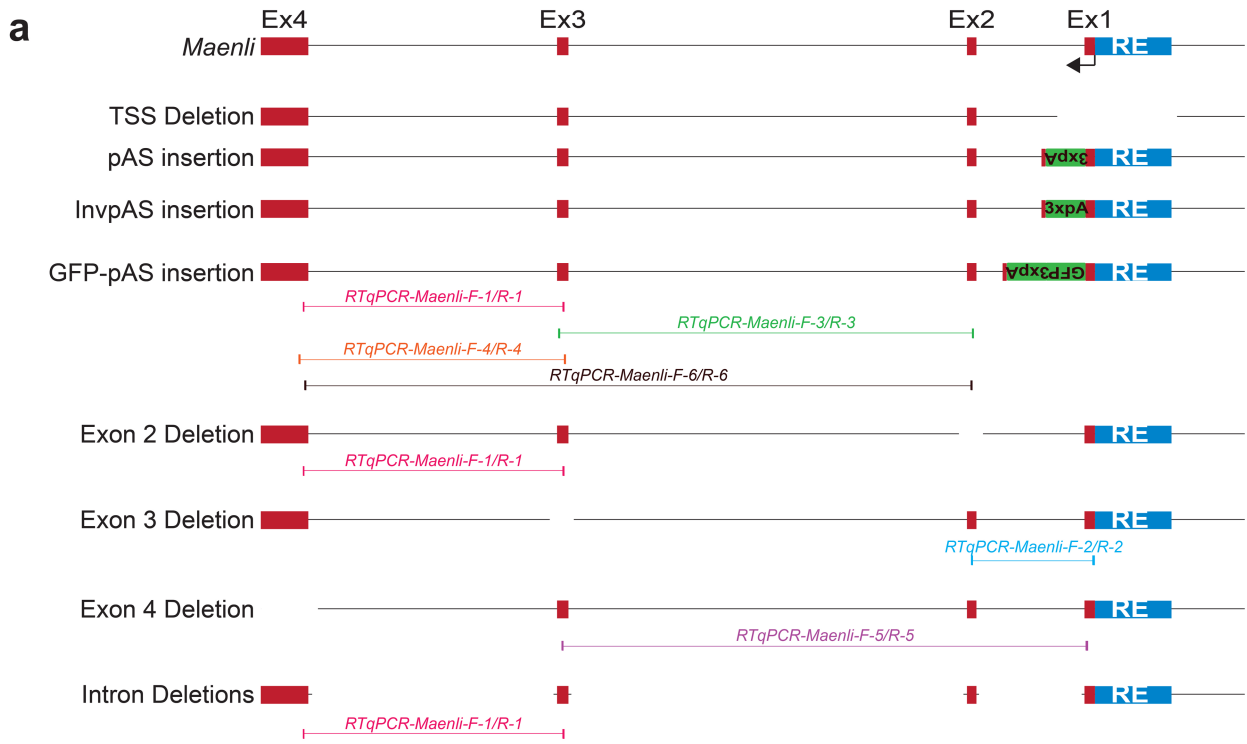 a
Ex4 Ex3 Ex2 Ex1
Maenli RE
TSS Deletion
pAS insertion 3xpA RE
InvpAS insertion 3xpA RE
GFP-pAS insertion GFP3xpA RE
RTqPCR-Maenli-F-1/R-1
RTqPCR-Maenli-F-3/R-3
RTqPCR-Maenli-F-4/R-4
RTqPCR-Maenli-F-6/R-6
Exon 2 Deletion RE
RTqPCR-Maenli-F-1/R-1
Exon 3 Deletion RE
RTqPCR-Maenli-F-2/R-2
Exon 4 Deletion RE
RTqPCR-Maenli-F-5/R-5
Intron Deletions RE
RTqPCR-Maenli-F-1/R-1